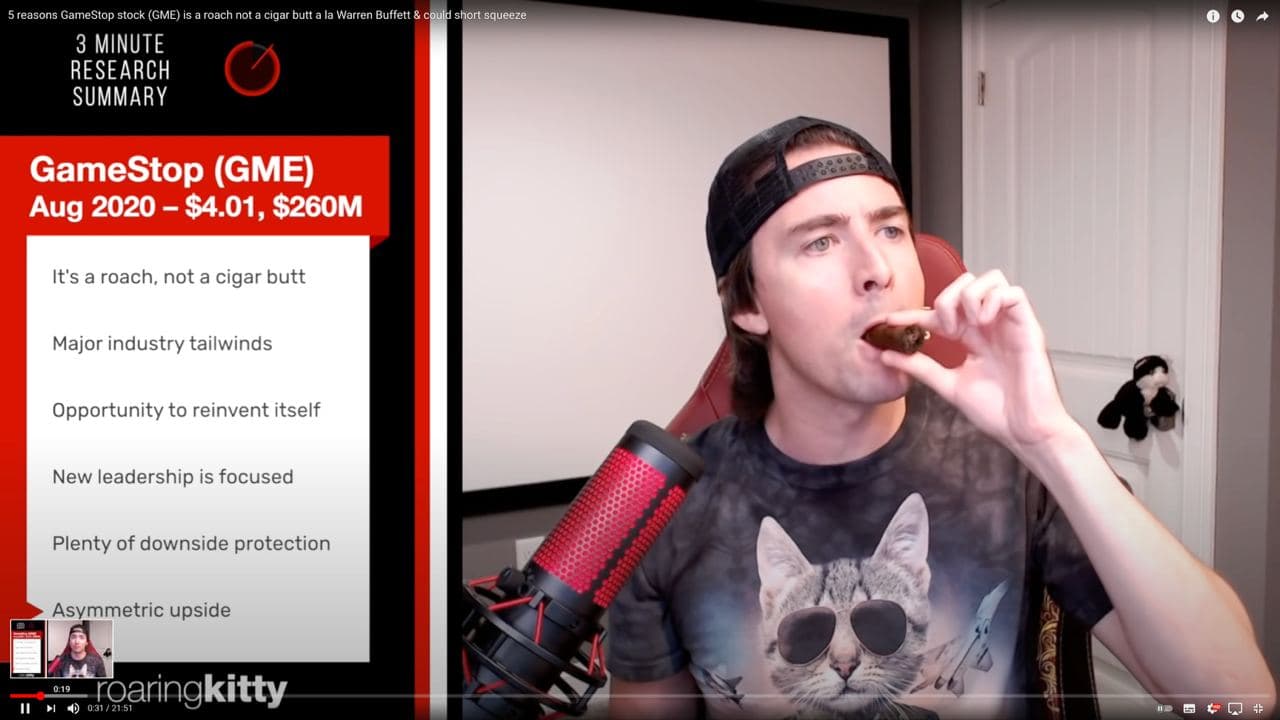 5 reasons GameStop stock (GME) is a roach not a cigar butt a la Warren Buffett & could short squeeze
3 MINUTE
RESEARCH
SUMMARY
GameStop (GME)
Aug 2020 – $4.01, $260M
It's a roach, not a cigar butt
Major industry tailwinds
Opportunity to reinvent itself
New leadership is focused
Plenty of downside protection
Asymmetric upside
0:19
roaringkitty
0:31 / 21:51